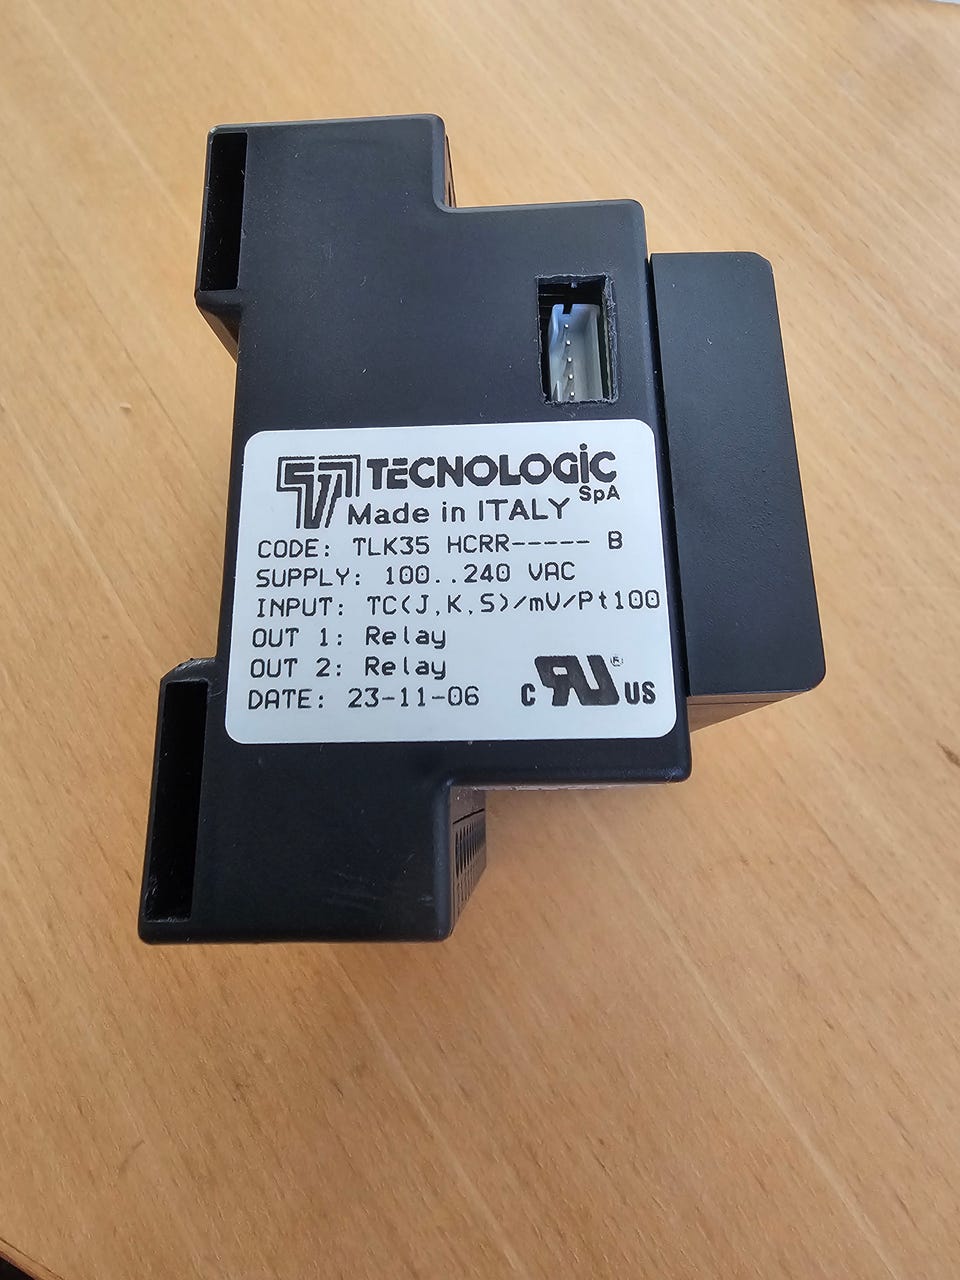 TECNOLOGIC SpA
Made in ITALY
CODE: TLK35 HCRR----- B
SUPPLY: 100..240 VAC
INPUT: TC(J,K,S)/mV/Pt100
OUT 1: Relay
OUT 2: Relay
DATE: 23-11-06
C RU ® US